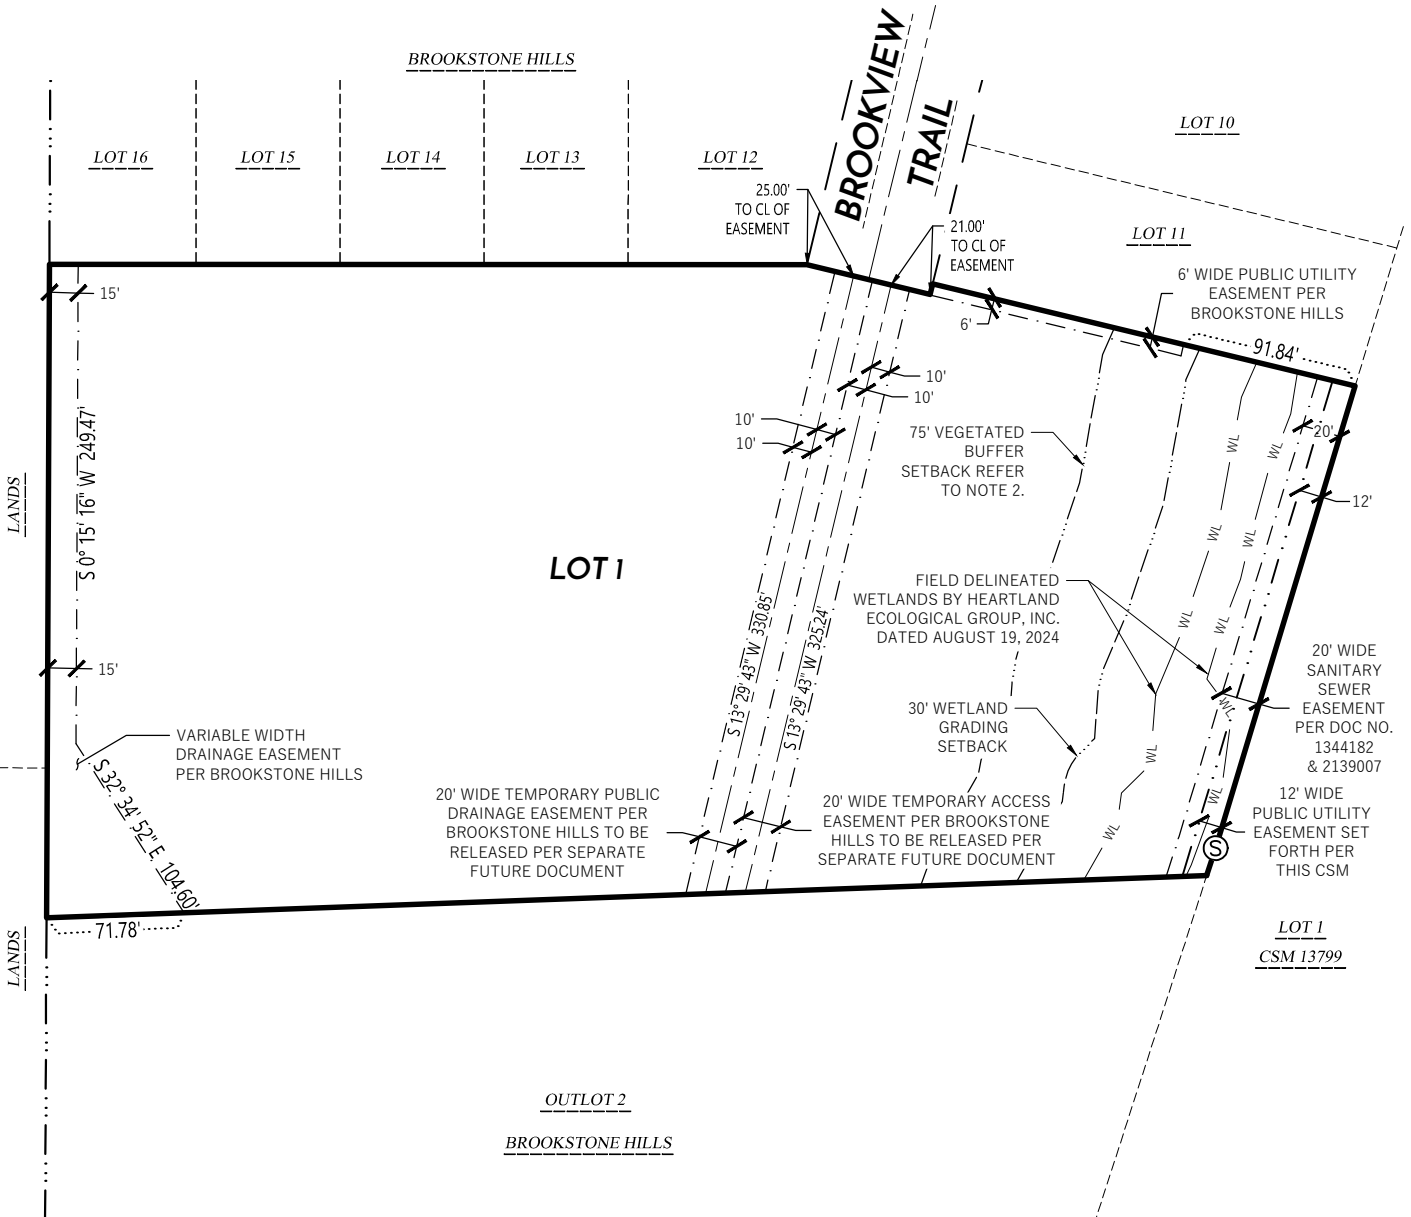 BROOKSTONE HILLS
BROOKVIEW
TRAIL
LOT 16
LOT 15
LOT 14
LOT 13
LOT 12
LOT 10
LOT 11
25.00'
TO CL OF
EASEMENT
21.00'
TO CL OF
EASEMENT
6' WIDE PUBLIC UTILITY
EASEMENT PER
BROOKSTONE HILLS
15'
6'
91.84'
10'
10'
10'
10'
20'
12'
S 0° 15' 16" W 249.47'
LANDS
75' VEGETATED
BUFFER
SETBACK REFER
TO NOTE 2.
WL
WL
WL
WL
LOT 1
FIELD DELINEATED
WETLANDS BY HEARTLAND
ECOLOGICAL GROUP, INC.
DATED AUGUST 19, 2024
WL
WL
S 13° 29' 43" W 330.85'
S 13° 29' 43" W 325.24'
15'
20' WIDE
SANITARY
SEWER
EASEMENT
PER DOC NO.
1344182
& 2139007
30' WETLAND
GRADING
SETBACK
WL
WL
WL
WL
VARIABLE WIDTH
DRAINAGE EASEMENT
PER BROOKSTONE HILLS
S 32° 34' 52" E 104.60'
20' WIDE TEMPORARY PUBLIC
DRAINAGE EASEMENT PER
BROOKSTONE HILLS TO BE
RELEASED PER SEPARATE
FUTURE DOCUMENT
20' WIDE TEMPORARY ACCESS
EASEMENT PER BROOKSTONE
HILLS TO BE RELEASED PER
SEPARATE FUTURE DOCUMENT
12' WIDE
PUBLIC UTILITY
EASEMENT SET
FORTH PER
THIS CSM
S
71.78'
LANDS
LOT 1
CSM 13799
OUTLOT 2
BROOKSTONE HILLS